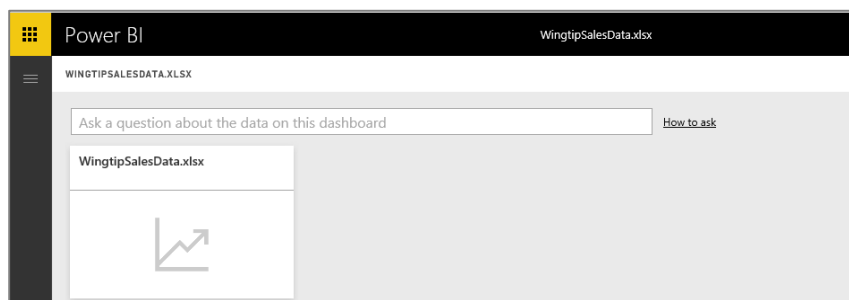 Power BI
WingtipSalesData.xlsx
WINGTIPSALESDATA.XLSX
Ask a question about the data on this dashboard
How to ask
WingtipSalesData.xlsx